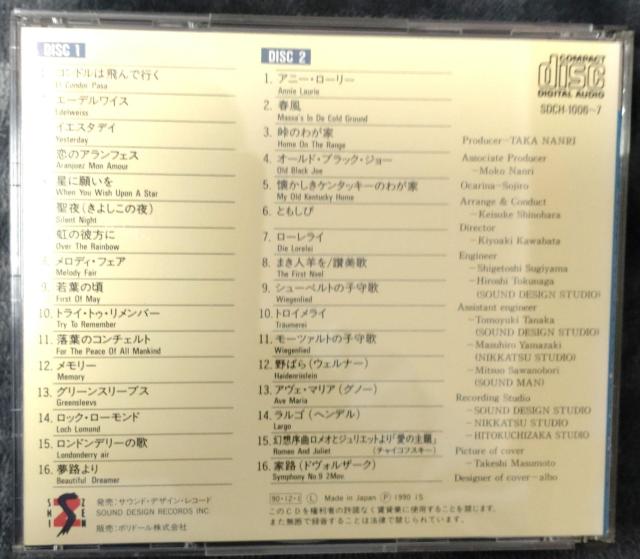 DISC 1
コンドルは飛んで行く
El Condor Pasa
エーデルワイス
Edelweiss
イエスタデイ
Yesterday
恋のアランフェス
Aranjuez Mon Amour
星に願いを
When You Wish Upon A Star
聖夜(きよしこの夜)
Silent Night
虹の彼方に
Over The Rainbow
8. メロディ・フェア
Melody Fair
9. 若葉の頃
First Of May
10. トライ・トゥ・リメンバー
Try To Remember
11. 落葉のコンチェルト
For The Peace Of All Mankind
12. メモリー
Memory
13. グリーンスリーブス
Greensleevs
14. ロック・ローモンド
Loch Lomond
15. ロンドンデリーの歌
Londonderry air
16. 夢路より
Beautiful Dreamer
DISC 2
1. アニー・ローリー
Annie Laurie
2. 春風
Massa's In De Cold Ground
3. 峠のわが家
Home On The Range
4. オールド・ブラック・ジョー
Old Black Joe
5. 懐かしきケンタッキーのわが家
My Old Kentucky Home
6. ともしび
7. ローレライ
Die Lorelei
8. まき人羊を/讃美歌
The First Noel
9. シューベルトの子守歌
Wiegenlied
10. トロイメライ
Träumerei
11. モーツァルトの子守歌
Wiegenlied
12. 野ばら(ウェルナー)
Heidenröslein
13. アヴェ・マリア(グノー)
Ave Maria
14. ラルゴ(ヘンデル)
Largo
15. 幻想序曲ロメオとジュリエットより「愛の主題」
Romeo And Juliet (チャイコフスキー)
16. 家路(ドヴォルザーク)
Symphony No.9 2Mov.
COMPACT
disc
DIGITAL AUDIO
SDCH-1006~7
Producer—TAKA NANRI
Associate Producer
—Moko Nanri
Ocarina—Sojiro
Arrange & Conduct
—Keisuke Shinohara
Director
—Kiyoaki Kawabata
Engineer
—Shigetoshi Sugiyama
—Hiroshi Tokunaga
(SOUND DESIGN STUDIO)
Assistant engineer
—Tomoyuki Tanaka
(SOUND DESIGN STUDIO)
—Masuhiro Yamazaki
(NIKKATSU STUDIO)
—Mitsuo Sawanobori
(SOUND MAN)
Recording Studio
—SOUND DESIGN STUDIO
—NIKKATSU STUDIO
—HITOKUCHIZAKA STUDIO
Picture of cover
—Takeshi Masumoto
Designer of cover—albo
SHI ZEN
発売:サウンド・デザイン・レコード
SOUND DESIGN RECORDS INC.
販売:ポリドール株式会社
90・12・1 Ⓛ Made in Japan Ⓟ 1990 IS
このCDを権利者の許諾なく賃貸業に使用することを禁じます。
また無断で録音することは法律で禁じられています。